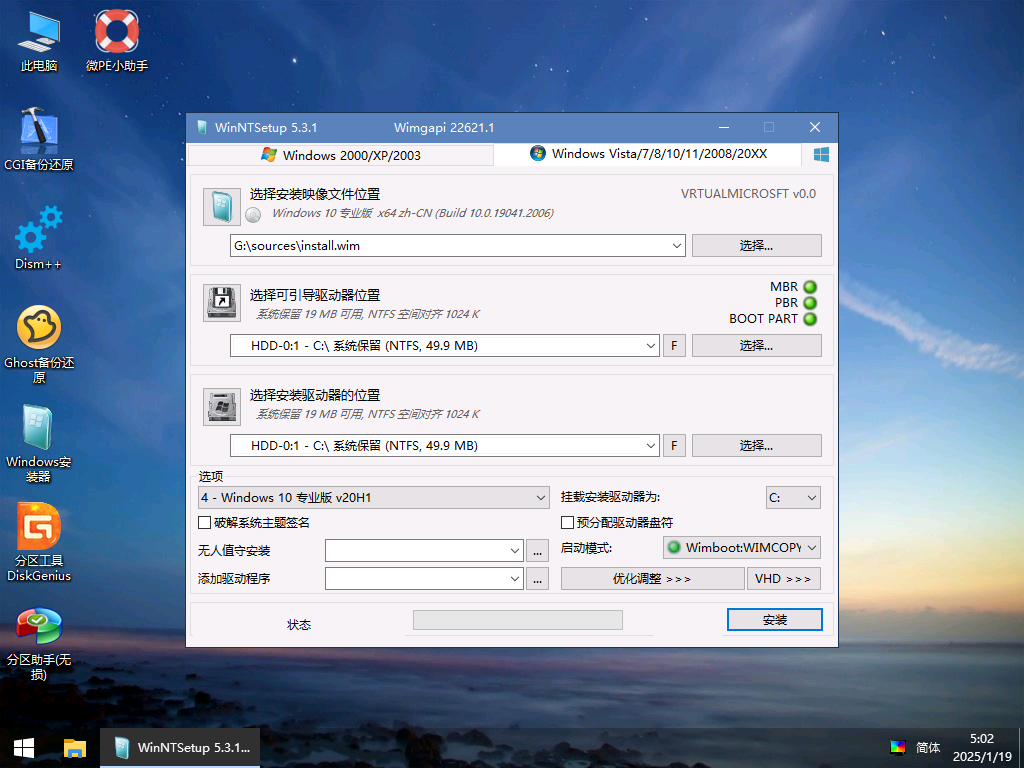 此电脑
微PE小助手
CGI备份还原
Dism++
Ghost备份还
原
Windows安
装器
分区工具
DiskGenius
分区助手(无
损)
WinNTSetup 5.3.1
Wimgapi 22621.1
Windows 2000/XP/2003
Windows Vista/7/8/10/11/2008/20XX
选择安装映像文件位置
VRTUALMICROSFT v0.0
Windows 10 专业版 x64 zh-CN (Build 10.0.19041.2006)
G:\sources\install.wim
选择...
选择可引导驱动器位置
MBR
系统保留 19 MB 可用, NTFS 空间对齐 1024 K
PBR
BOOT PART
HDD-0:1 - C:\ 系统保留 (NTFS, 49.9 MB)
F
选择...
选择安装驱动器的位置
系统保留 19 MB 可用, NTFS 空间对齐 1024 K
HDD-0:1 - C:\ 系统保留 (NTFS, 49.9 MB)
F
选择...
选项
4 - Windows 10 专业版 v20H1
挂载安装驱动器为:
C:
破解系统主题签名
预分配驱动器盘符
无人值守安装
...
启动模式:
Wimboot:WIMCOPY
添加驱动程序
...
优化调整 >>>
VHD >>>
状态
安装
WinNTSetup 5.3.1...
简体
5:02
2025/1/19